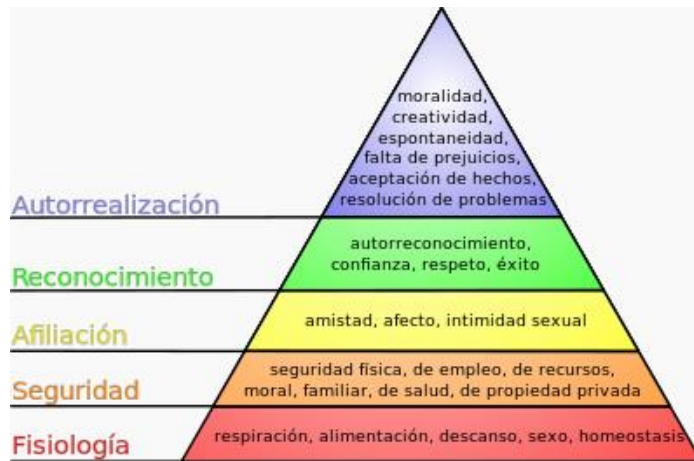 moralidad,
creatividad,
espontaneidad,
falta de prejuicios,
aceptación de hechos,
resolución de problemas
Autorrealización
autorreconocimiento,
confianza, respeto, éxito
Reconocimiento
amistad, afecto, intimidad sexual
Afiliación
seguridad física, de empleo, de recursos,
moral, familiar, de salud, de propiedad privada
Seguridad
respiración, alimentación, descanso, sexo, homeostasis
Fisiología